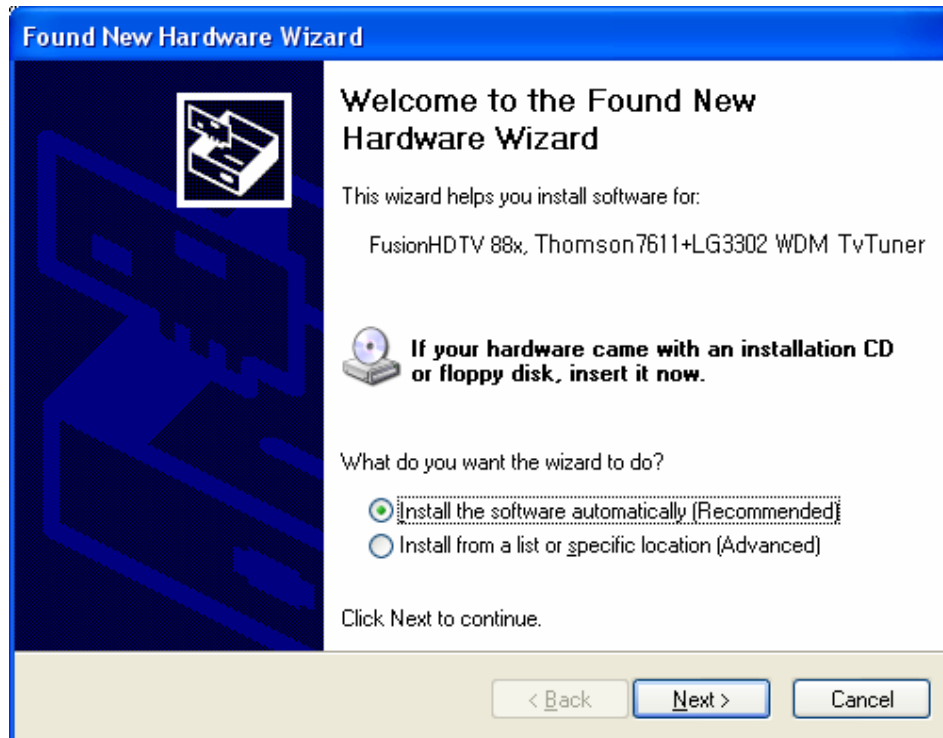 Found New Hardware Wizard
Welcome to the Found New
Hardware Wizard
This wizard helps you install software for:
FusionHDTV 88x, Thomson7611+LG3302 WDM TvTuner
If your hardware came with an installation CD
or floppy disk, insert it now.
What do you want the wizard to do?
Install the software automatically (Recommended)
Install from a list or specific location (Advanced)
Click Next to continue.
< Back Next > Cancel